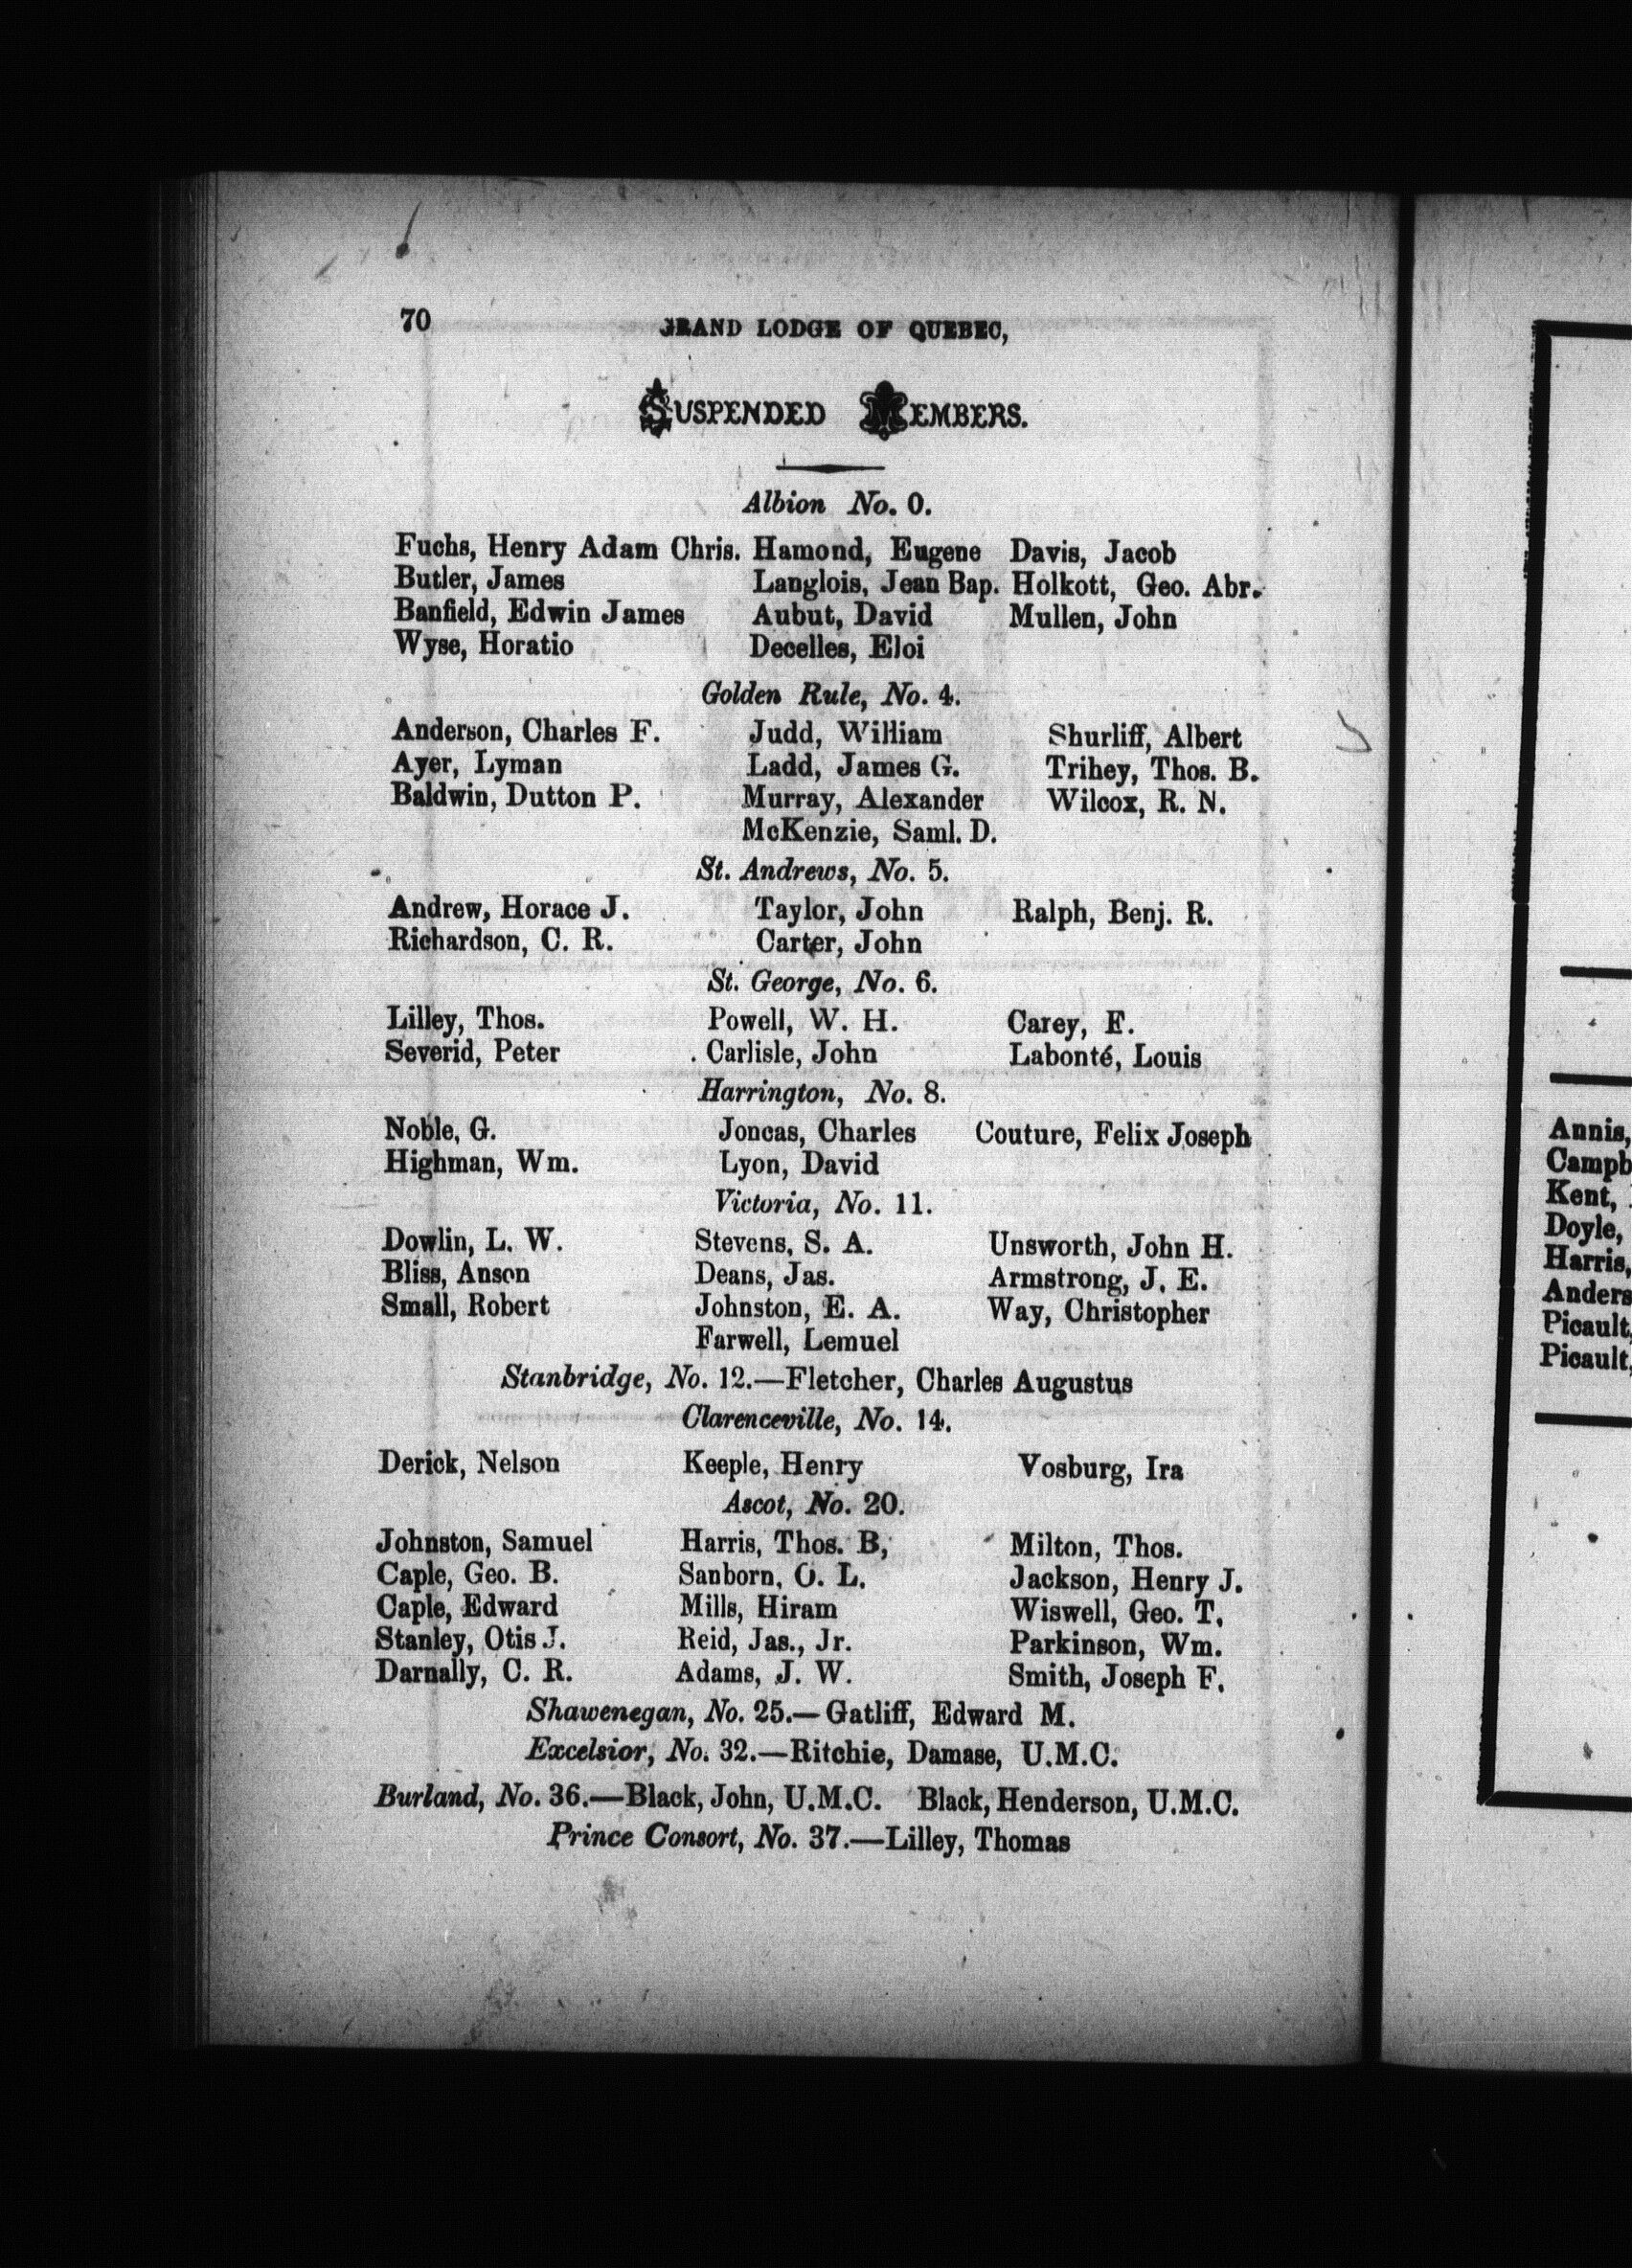 70 GRAND LODGE OF QUEBEC,
SUSPENDED MEMBERS.
Albion No. 0.
Fuchs, Henry Adam Chris. Hamond, Eugene Davis, Jacob
Butler, James Langlois, Jean Bap. Holkott, Geo. Abr.
Banfield, Edwin James Aubut, David Mullen, John
Wyse, Horatio Decelles, Eloi
Golden Rule, No. 4.
Anderson, Charles F. Judd, William Shurliff, Albert
Ayer, Lyman Ladd, James G. Trihey, Thos. B.
Baldwin, Dutton P. Murray, Alexander Wilcox, R. N.
McKenzie, Saml. D.
St. Andrews, No. 5.
Andrew, Horace J. Taylor, John Ralph, Benj. R.
Richardson, C. R. Carter, John
St. George, No. 6.
Lilley, Thos. Powell, W. H. Carey, F.
Severid, Peter Carlisle, John Labonté, Louis
Harrington, No. 8.
Noble, G. Joncas, Charles Couture, Felix Joseph
Highman, Wm. Lyon, David
Victoria, No. 11.
Dowlin, L. W. Stevens, S. A. Unsworth, John H.
Bliss, Anson Deans, Jas. Armstrong, J. E.
Small, Robert Johnston, E. A. Way, Christopher
Farwell, Lemuel
Stanbridge, No. 12.—Fletcher, Charles Augustus
Clarenceville, No. 14.
Derick, Nelson Keeple, Henry Vosburg, Ira
Ascot, No. 20.
Johnston, Samuel Harris, Thos. B, Milton, Thos.
Caple, Geo. B. Sanborn, O. L. Jackson, Henry J.
Caple, Edward Mills, Hiram Wiswell, Geo. T.
Stanley, Otis J. Reid, Jas., Jr. Parkinson, Wm.
Darnally, C. R. Adams, J. W. Smith, Joseph F.
Shawenegan, No. 25.—Gatliff, Edward M.
Excelsior, No. 32.—Ritchie, Damase, U.M.C.
Burland, No. 36.—Black, John, U.M.C. Black, Henderson, U.M.C.
Prince Consort, No. 37.—Lilley, Thomas
Annis,
Campb
Kent,
Doyle,
Harris,
Anders
Picault,
Picault,